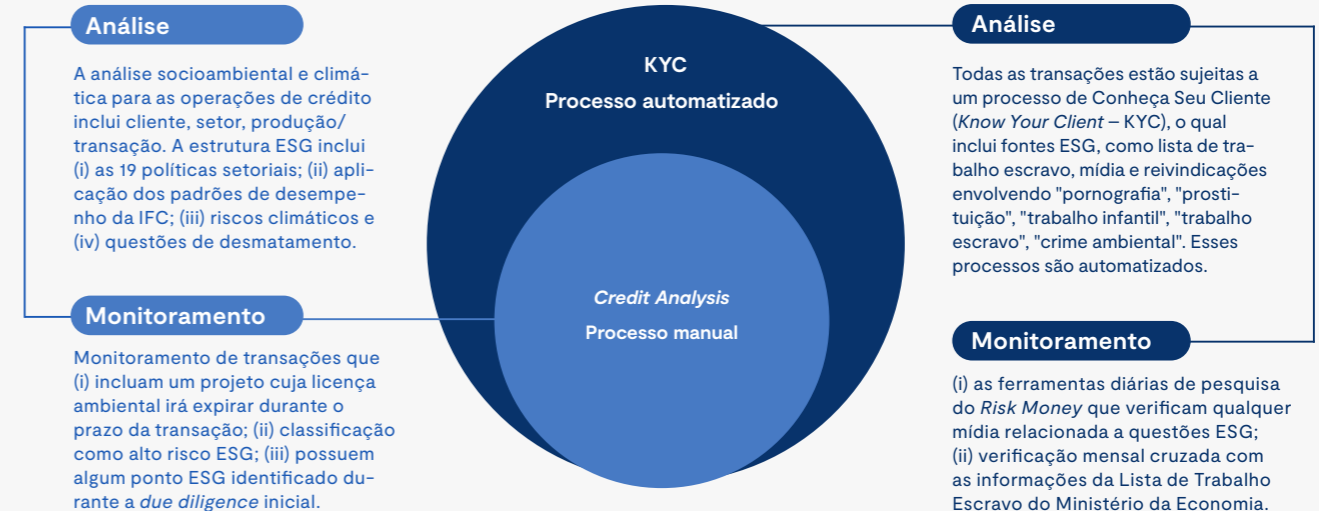 Análise
A análise socioambiental e climá-
tica para as operações de crédito
inclui cliente, setor, produção/
transação. A estrutura ESG inclui
(i) as 19 políticas setoriais; (ii) apli-
cação dos padrões de desempe-
nho da IFC; (iii) riscos climáticos e
(iv) questões de desmatamento.
Monitoramento
Monitoramento de transações que
(i) incluam um projeto cuja licença
ambiental irá expirar durante o
prazo da transação; (ii) classificação
como alto risco ESG; (iii) possuem
algum ponto ESG identificado du-
rante a due diligence inicial.
KYC
Processo automatizado
Credit Analysis
Processo manual
Análise
Todas as transações estão sujeitas a
um processo de Conheça Seu Cliente
(Know Your Client – KYC), o qual
inclui fontes ESG, como lista de tra-
balho escravo, mídia e reivindicações
envolvendo "pornografia", "prosti-
tuição", "trabalho infantil", "trabalho
escravo", "crime ambiental". Esses
processos são automatizados.
Monitoramento
(i) as ferramentas diárias de pesquisa
do Risk Money que verificam qualquer
mídia relacionada a questões ESG;
(ii) verificação mensal cruzada com
as informações da Lista de Trabalho
Escravo do Ministério da Economia.